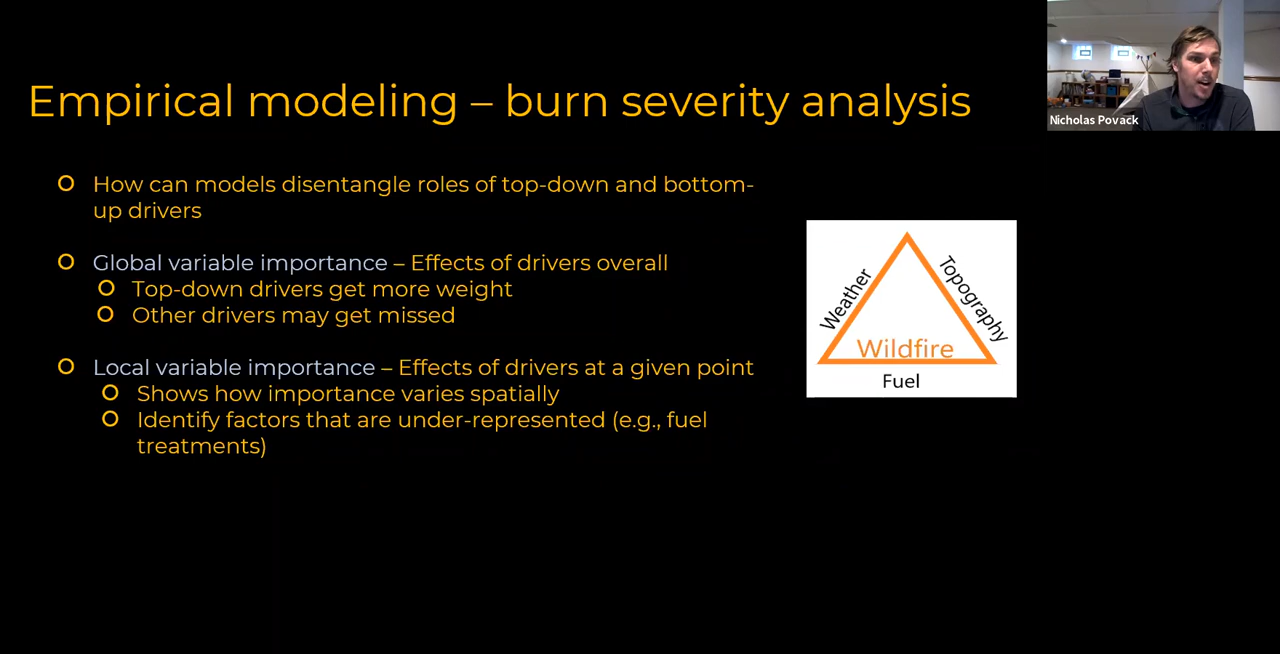 Empirical modeling – burn severity analysis
How can models disentangle roles of top-down and bottom-
up drivers
Global variable importance – Effects of drivers overall
Top-down drivers get more weight
Other drivers may get missed
Local variable importance – Effects of drivers at a given point
Shows how importance varies spatially
Identify factors that are under-represented (e.g., fuel
treatments)
Weather
Topography
Wildfire
Fuel
Nicholas Povack